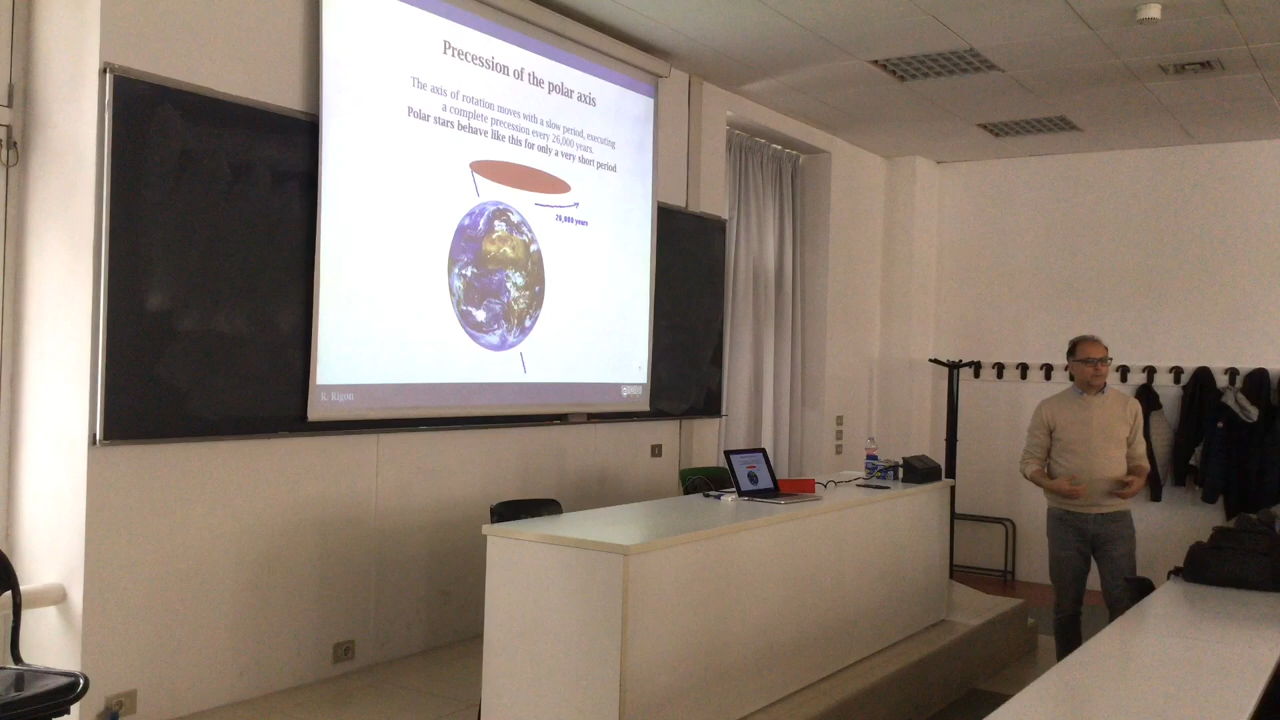 Precession of the polar axis
The axis of rotation moves with a slow period, executing
a complete precession every 26,000 years.
Polar stars behave like this for only a very short period
26,000 years
R. Rigon